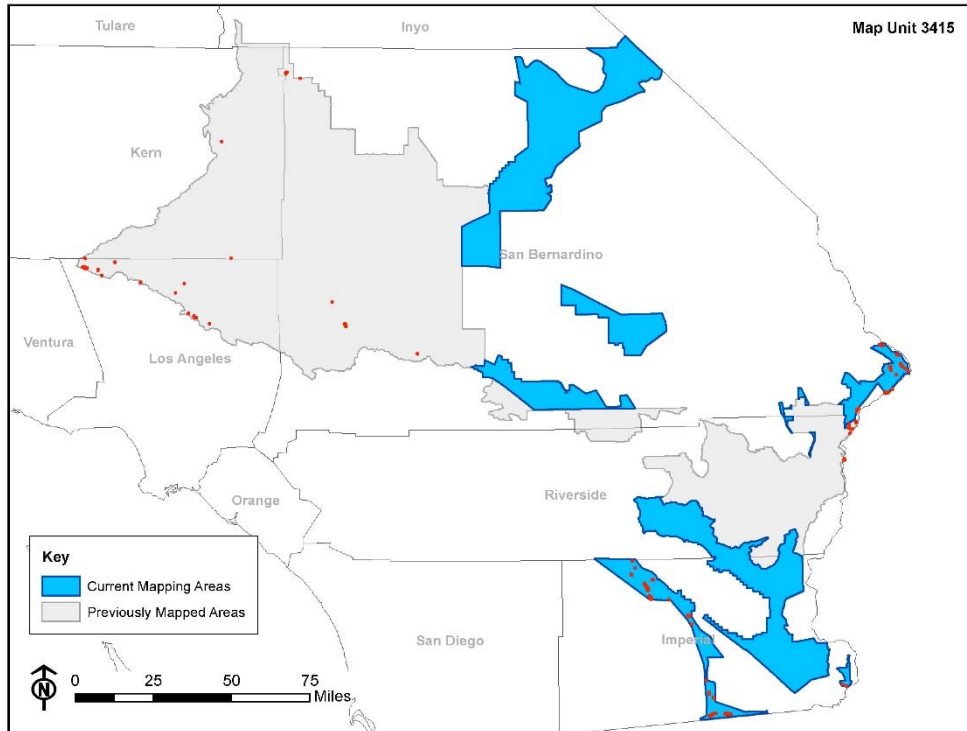 Tulare
Inyo
Map Unit 3415
Kern
San Bernardino
Ventura
Los Angeles
Orange
Riverside
Key
Current Mapping Areas
Previously Mapped Areas
San Diego
Imperial
N
0 25 50 75
Miles